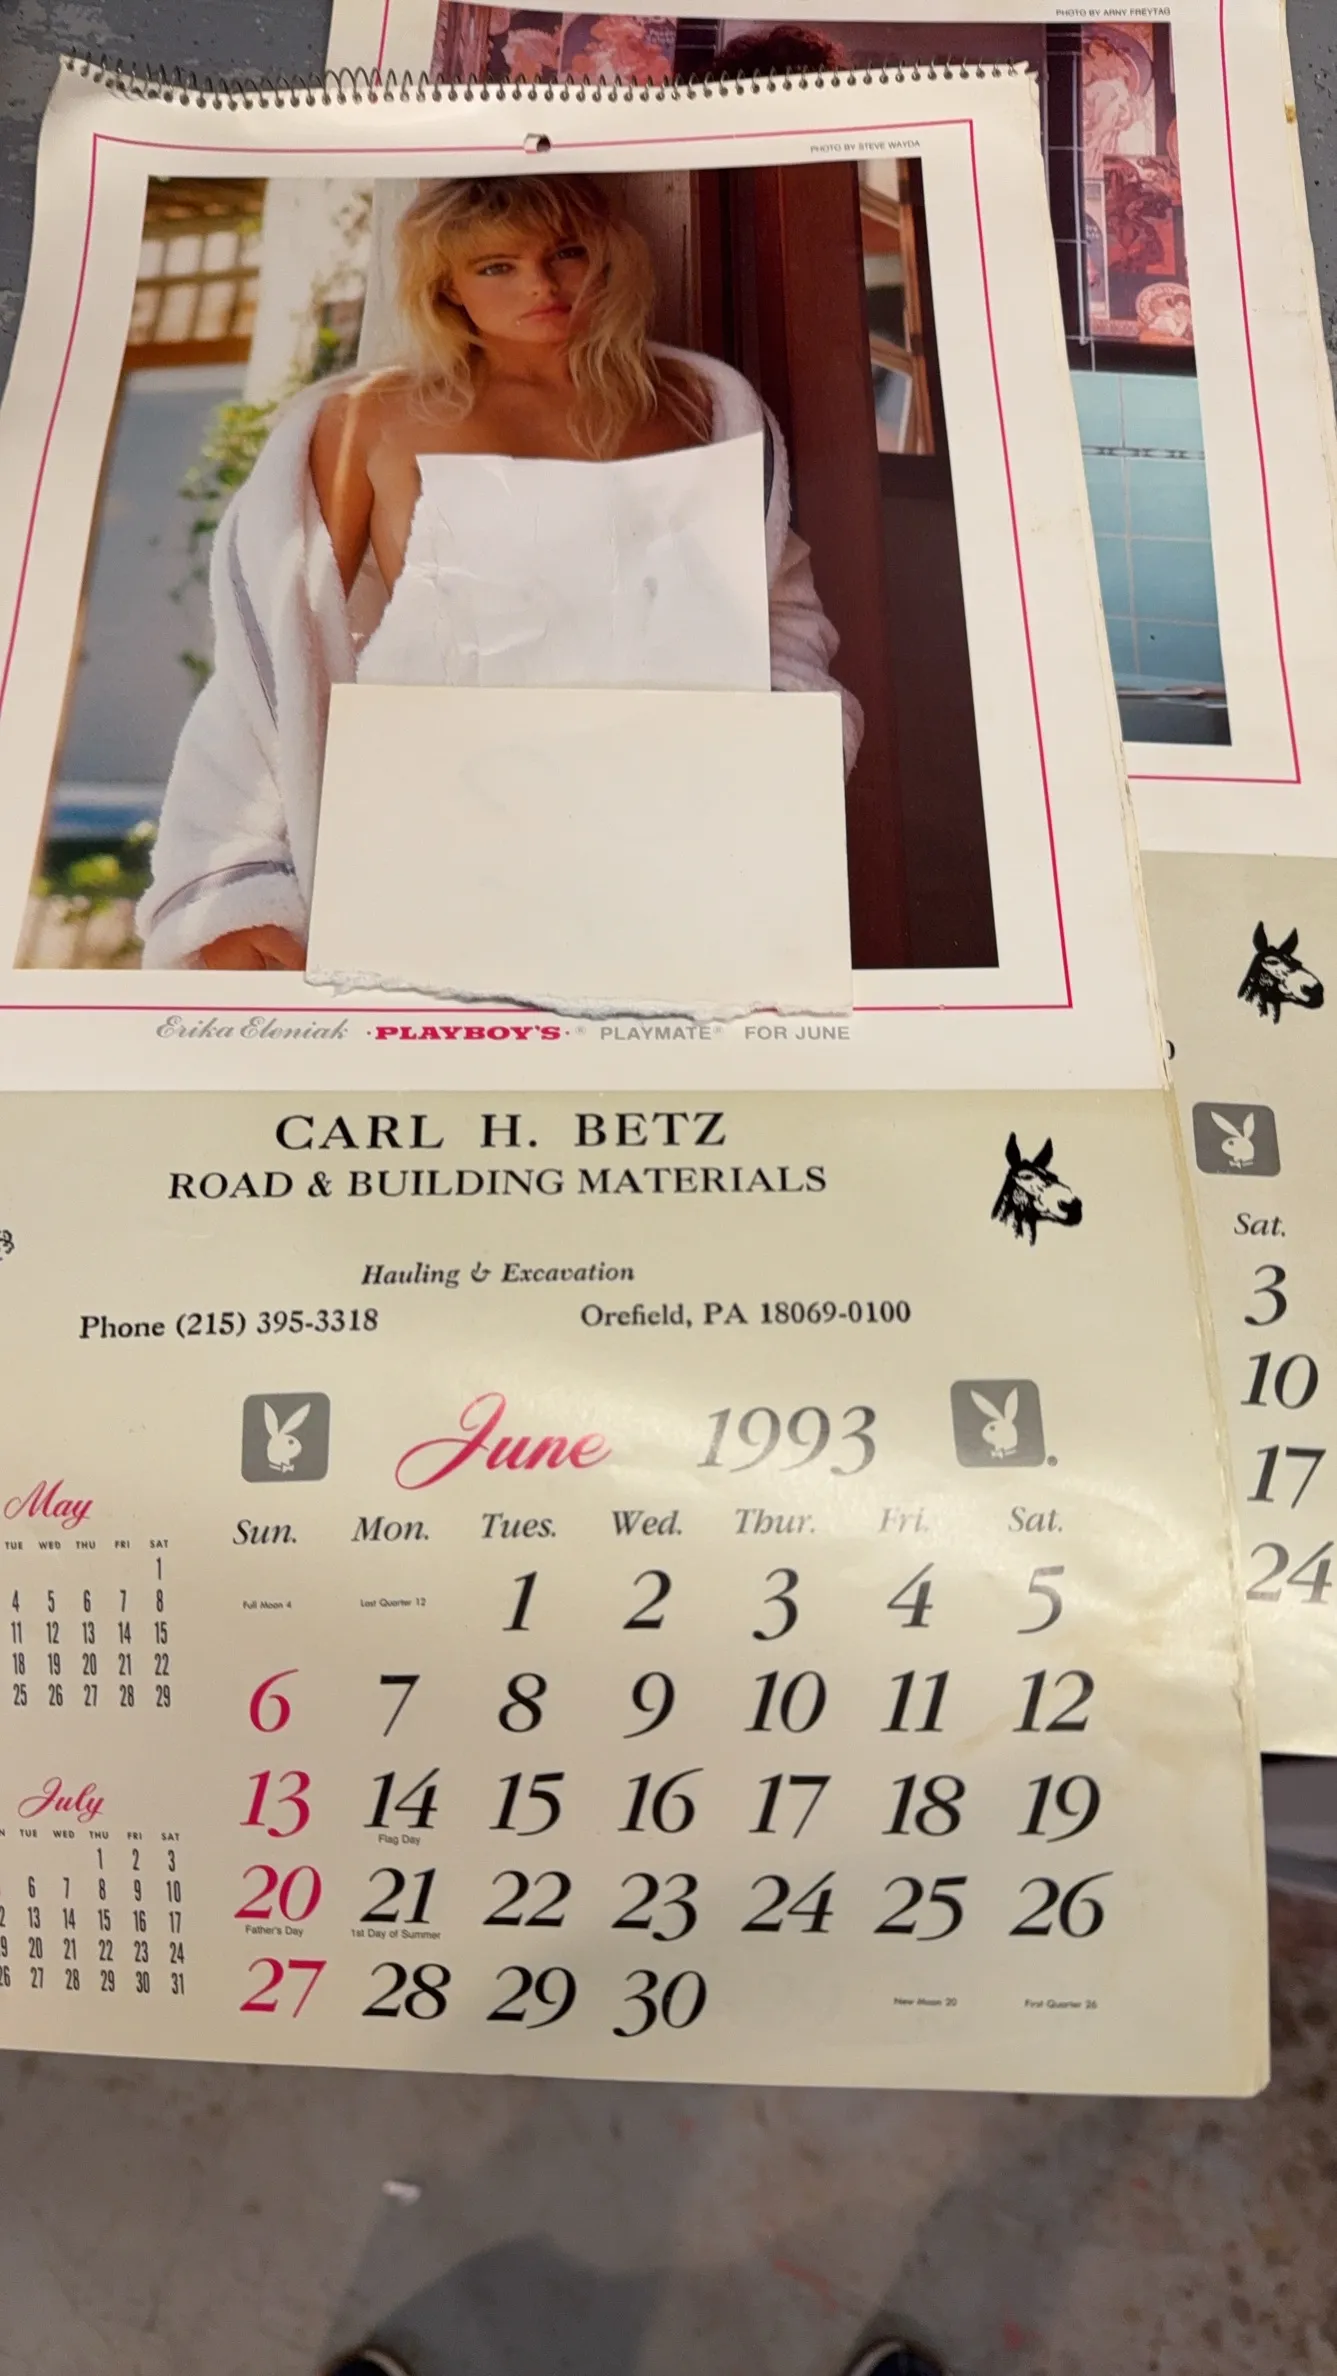 PHOTO BY ARNY FREYTAG
PHOTO BY STEVE WAYDA
Erika Eleniak ·PLAYBOY'S·® PLAYMATE® FOR JUNE
CARL H. BETZ
ROAD & BUILDING MATERIALS
Hauling & Excavation
Phone (215) 395-3318 Orefield, PA 18069-0100
June 1993
Sun. Mon. Tues. Wed. Thur. Fri. Sat.
Full Moon 4 Last Quarter 12 1 2 3 4 5
6 7 8 9 10 11 12
13 14 15 16 17 18 19
Flag Day
20 21 22 23 24 25 26
Father's Day 1st Day of Summer
27 28 29 30
New Moon 20 First Quarter 26
May
TUE WED THU FRI SAT
1
4 5 6 7 8
11 12 13 14 15
18 19 20 21 22
25 26 27 28 29
July
TUE WED THU FRI SAT
1 2 3
6 7 8 9 10
13 14 15 16 17
20 21 22 23 24
27 28 29 30 31
Sat.
3
10
17
24